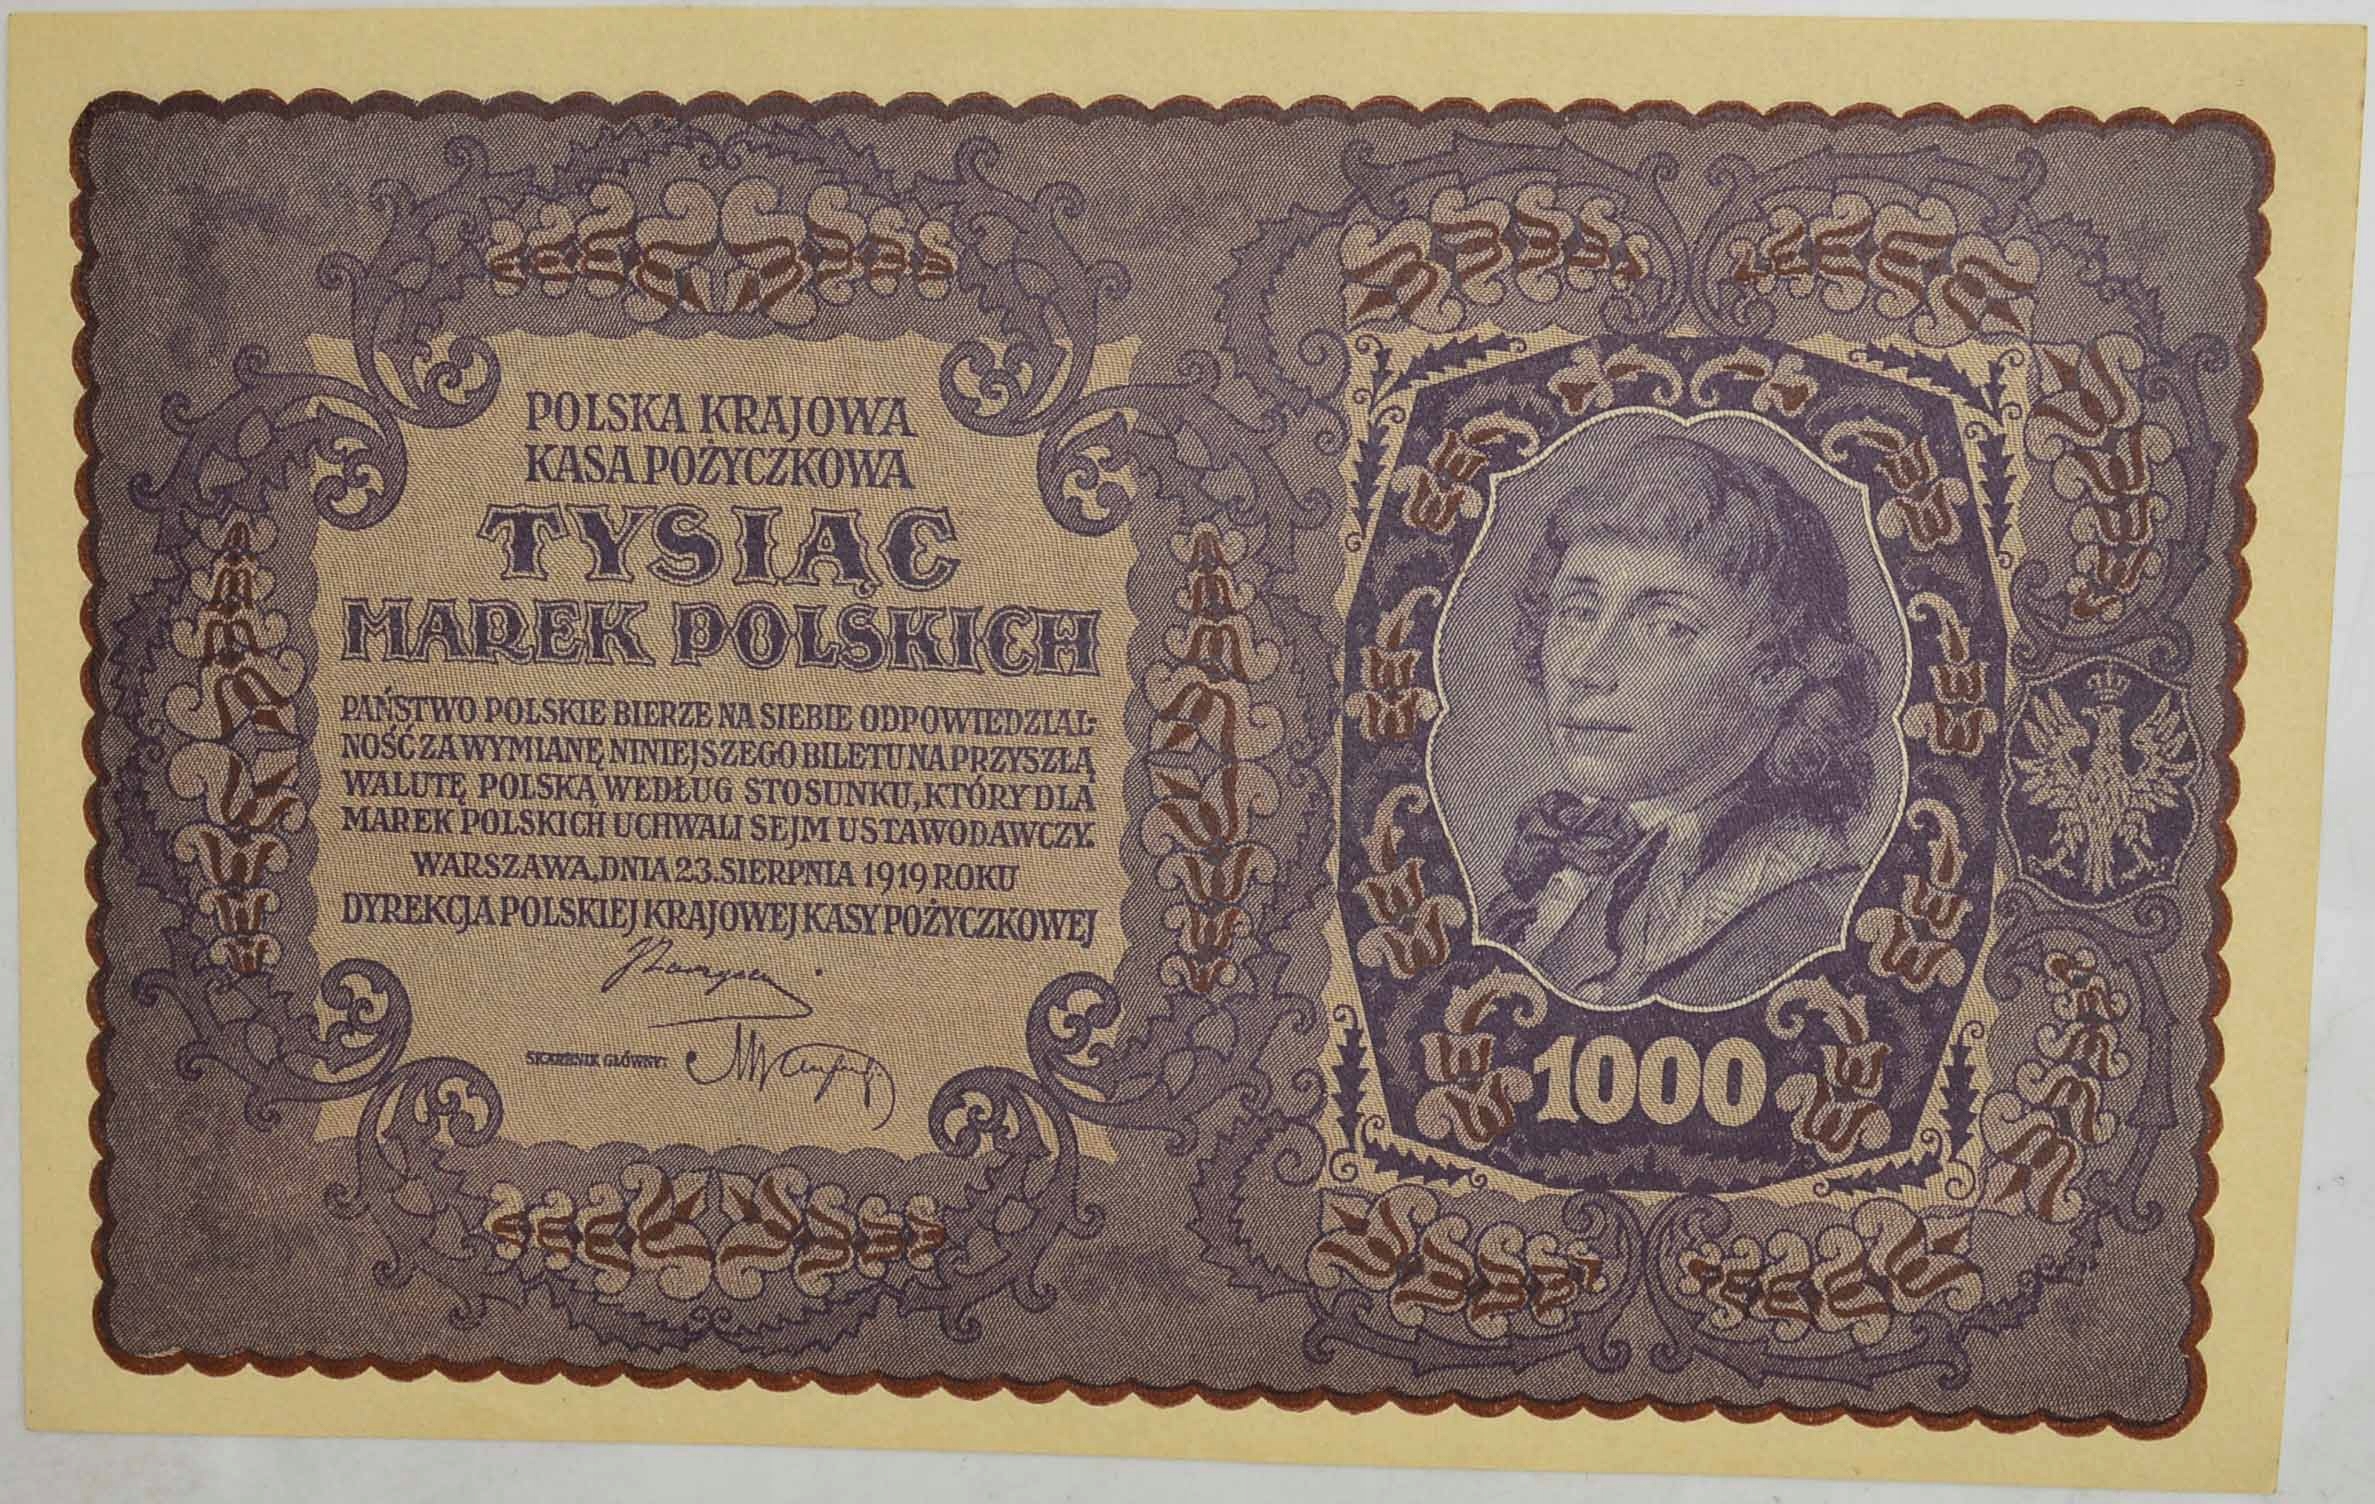 POLSKA KRAJOWA
KASA POŻYCZKOWA
TYSIĄC
MAREK POLSKICH
PAŃSTWO POLSKIE BIERZE NA SIEBIE ODPOWIEDZIAL-
NOŚĆ ZA WYMIANĘ NINIEJSZEGO BILETU NA PRZYSZŁĄ
WALUTĘ POLSKĄ WEDŁUG STOSUNKU, KTÓRY DLA
MAREK POLSKICH UCHWALI SEJM USTAWODAWCZY.
WARSZAWA, DNIA 23. SIERPNIA 1919 ROKU
DYREKCJA POLSKIEJ KRAJOWEJ KASY POŻYCZKOWEJ
SKARBNIK GŁÓWNY:
1000